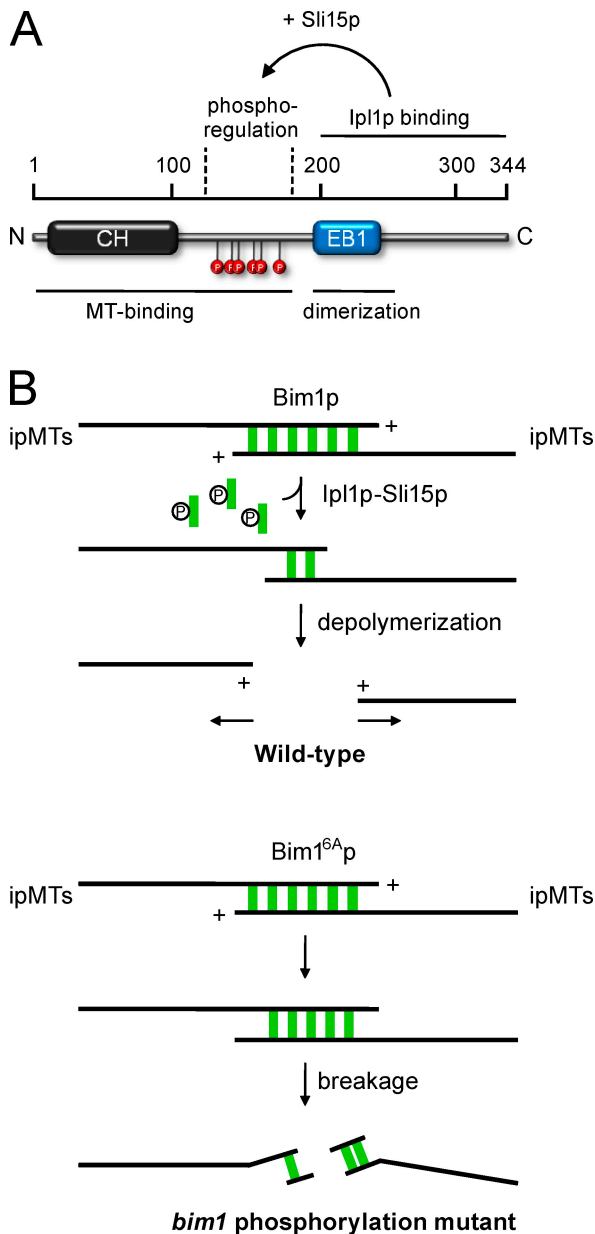 A
+ Sli15p
phospho-
regulation
Ipl1p binding
1 100 200 300 344
N CH EB1 C
P P P P P P
MT-binding dimerization
B
Bim1p
ipMTs + ipMTs
+
P P P Ipl1p-Sli15p
depolymerization
+ +
Wild-type
Bim1^6Ap
ipMTs + ipMTs
+
breakage
bim1 phosphorylation mutant